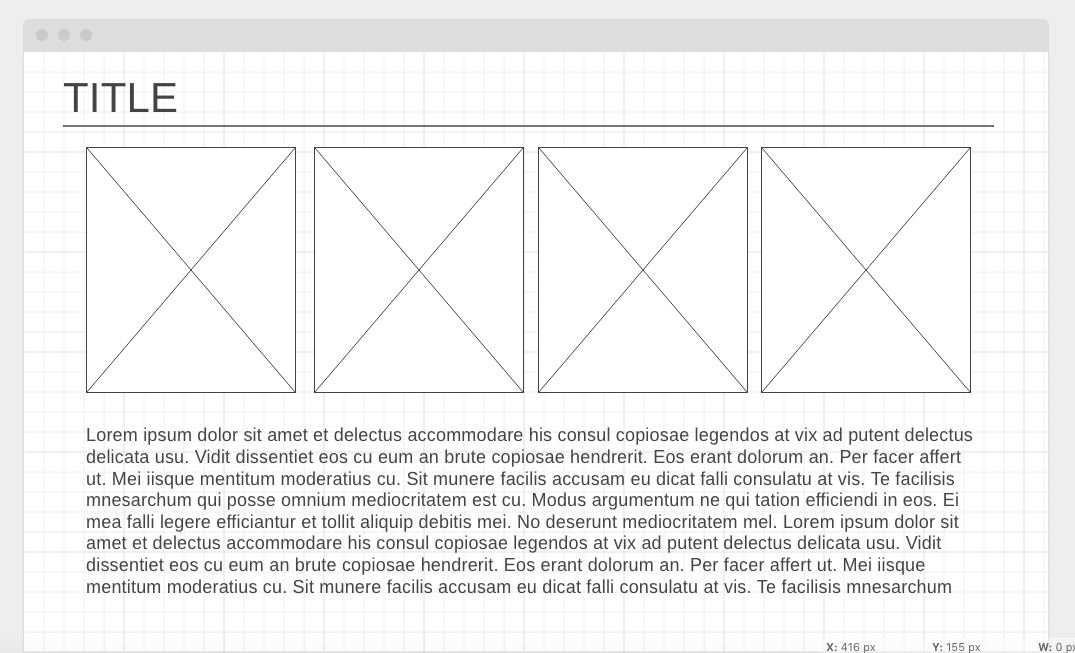 TITLE
Lorem ipsum dolor sit amet et delectus accommodare his consul copiosae legendos at vix ad putent delectus
delicata usu. Vidit dissentiet eos cu eum an brute copiosae hendrerit. Eos erant dolorum an. Per facer affert
ut. Mei iisque mentitum moderatius cu. Sit munere facilis accusam eu dicat falli consulatu at vis. Te facilisis
mnesarchum qui posse omnium mediocritatem est cu. Modus argumentum ne qui tation efficiendi in eos. Ei
mea falli legere efficiantur et tollit aliquip debitis mei. No deserunt mediocritatem mel. Lorem ipsum dolor sit
amet et delectus accommodare his consul copiosae legendos at vix ad putent delectus delicata usu. Vidit
dissentiet eos cu eum an brute copiosae hendrerit. Eos erant dolorum an. Per facer affert ut. Mei iisque
mentitum moderatius cu. Sit munere facilis accusam eu dicat falli consulatu at vis. Te facilisis mnesarchum
X: 416 px Y: 155 px W: 0 px